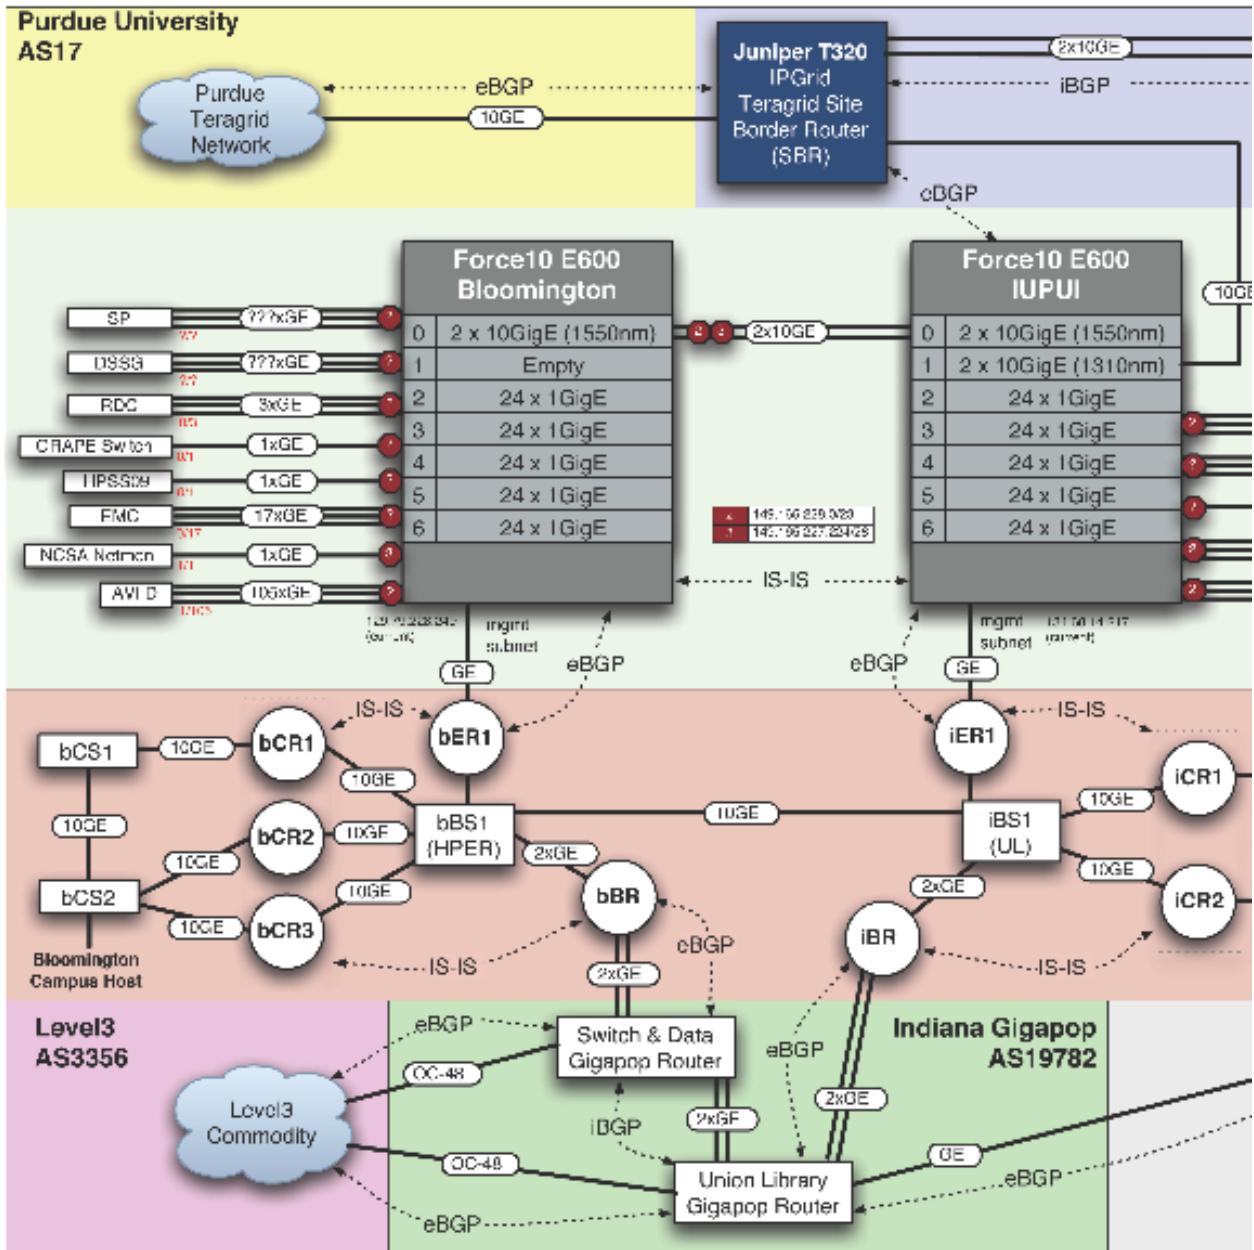 Purdue University
AS17
Purdue
Teragrid
Network
eBGP
10GE
Juniper T320
IPGrid
Teragrid Site
Border Router
(SBR)
2x10GE
iBGP
eBGP
10GE
Force10 E600
Bloomington
0 2 x 10GigE (1550nm)
1 Empty
2 24 x 1GigE
3 24 x 1GigE
4 24 x 1GigE
5 24 x 1GigE
6 24 x 1GigE
SP ???xGE
DSSG ???xGE
RDC 3xGE
CRAPE Switch 1xGE
HPSS09 1xGE
EMC 17xGE
NCSA Netmon 1xGE
1xGE
2x10GE
Force10 E600
IUPUI
0 2 x 10GigE (1550nm)
1 2 x 10GigE (1310nm)
2 24 x 1GigE
3 24 x 1GigE
4 24 x 1GigE
5 24 x 1GigE
6 24 x 1GigE
IS-IS
(current)
mgmt
subnet
GE
eBGP
eBGP
mgmt
subnet
(current)
GE
bCS1
10GE
bCR1
IS-IS
bER1
iER1
IS-IS
iCR1
10GE
10GE
bCR2
10GE
10GE
bBS1
(HPER)
10GE
iBS1
(UL)
10GE
bCS2
10GE
bCR3
10GE
2xGE
bBR
2xGE
iBR
10GE
iCR2
Bloomington
Campus Host
IS-IS
eBGP
IS-IS
2xGE
Level3
AS3356
eBGP
Switch & Data
Gigapop Router
eBGP
Indiana Gigapop
AS19782
OC-48
Level3
Commodity
iBGP
2xGE
2xGE
OC-48
Union Library
Gigapop Router
GE
eBGP
eBGP